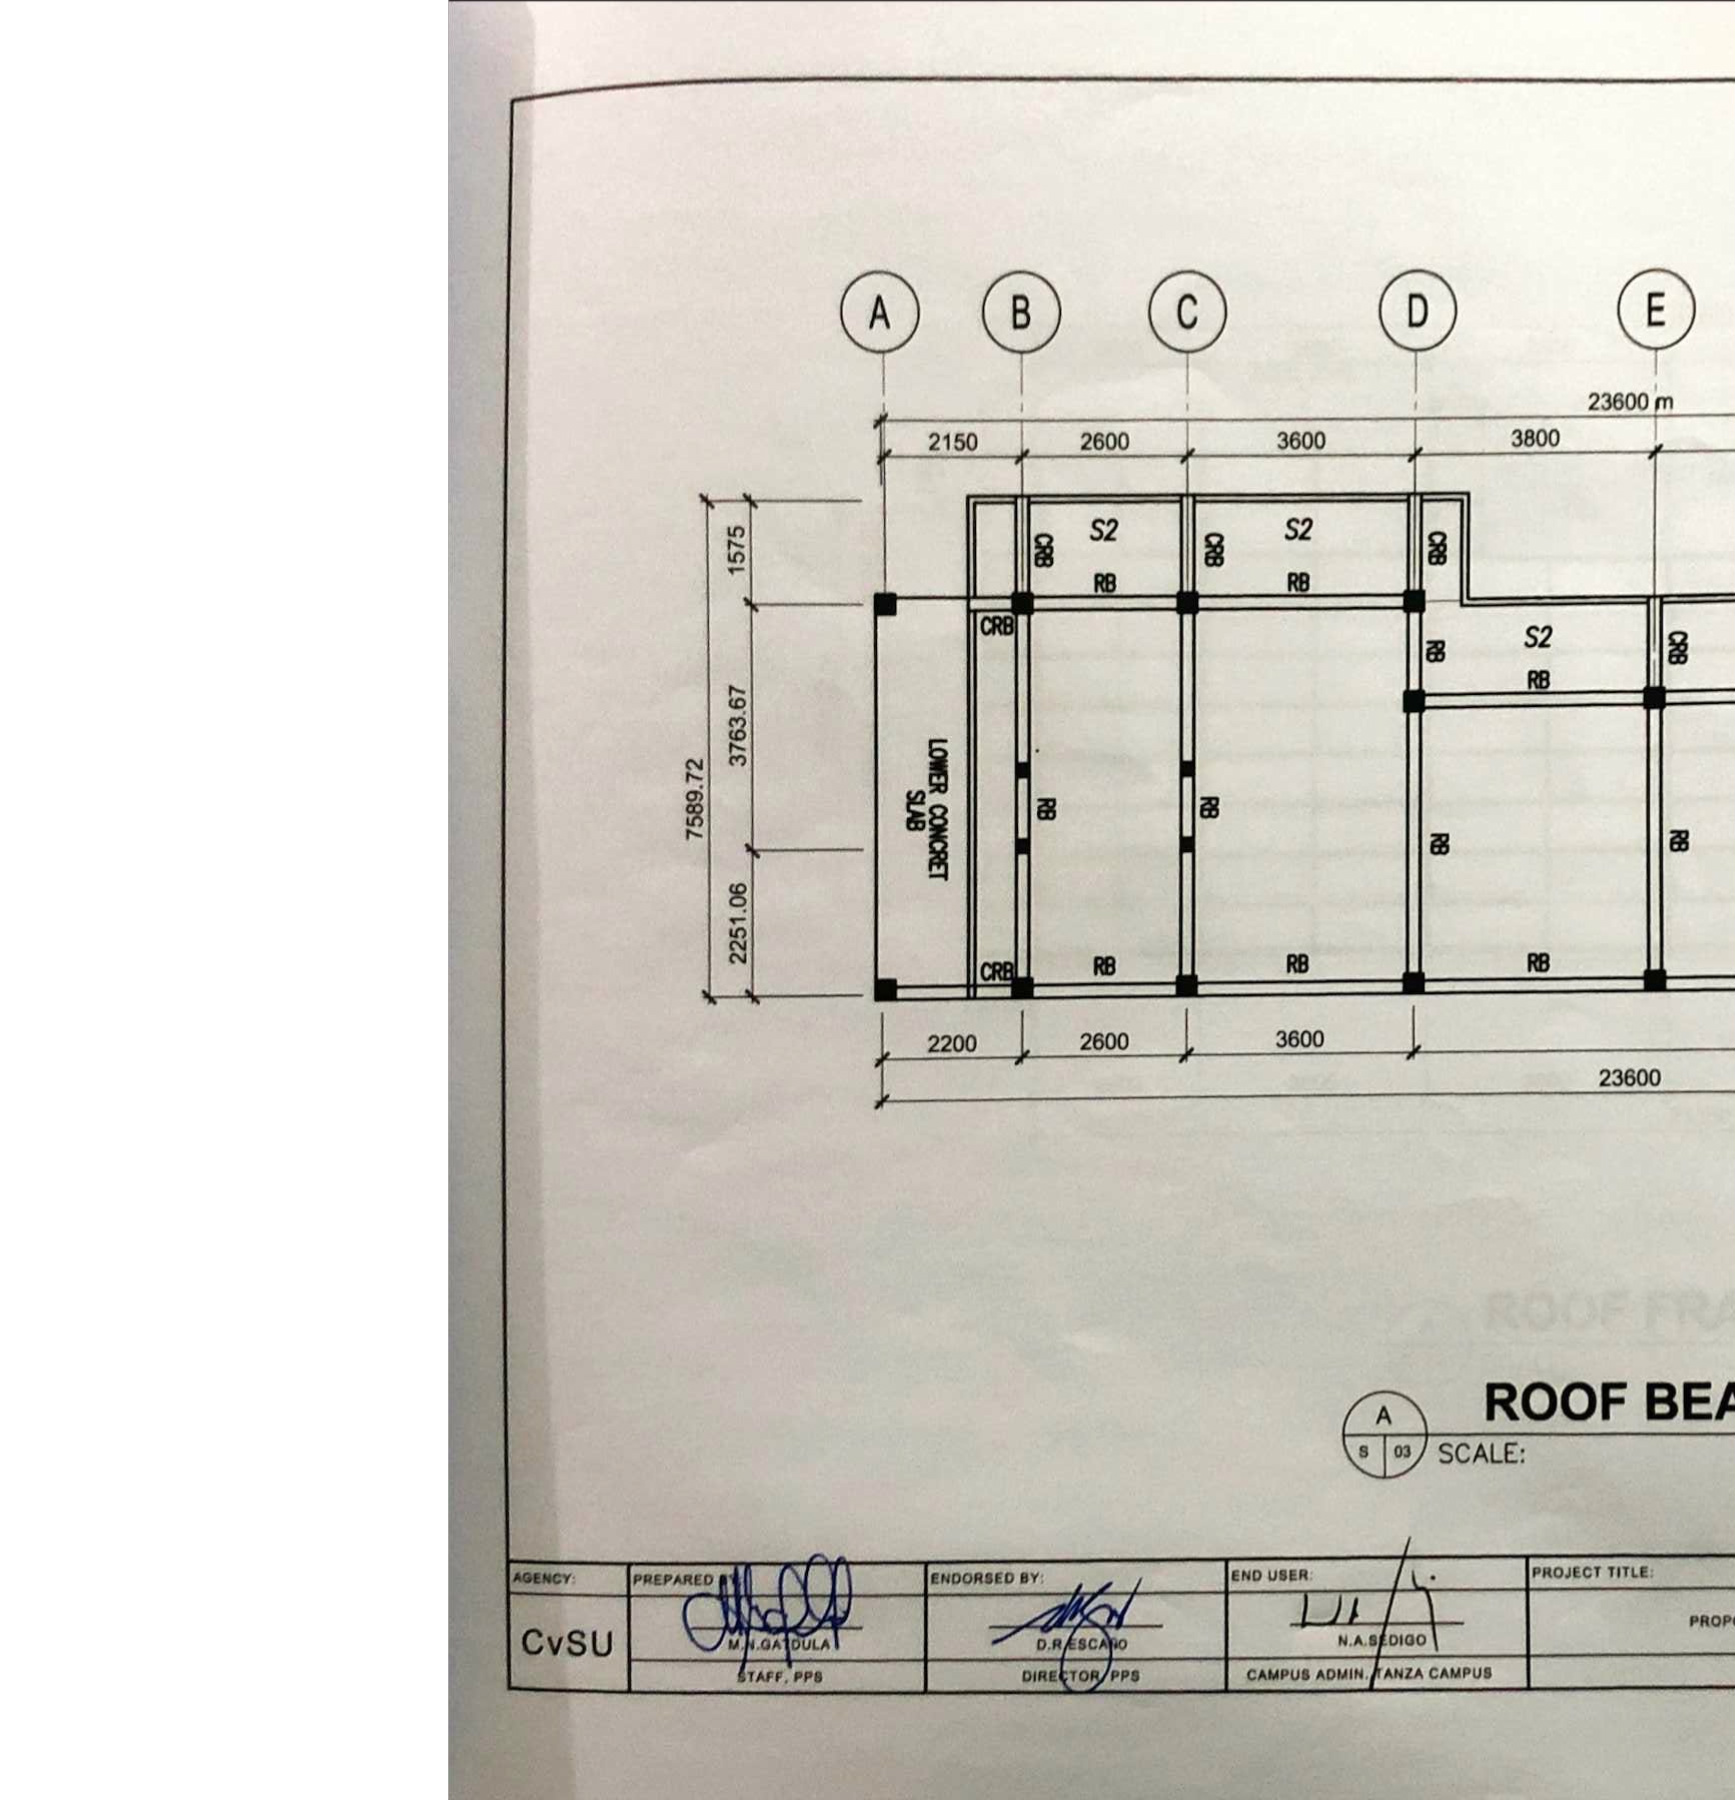 A B C D E
23600 m
2150 2600 3600 3800
1575
3763.67
2251.06
7589.72
CRB S2 CRB S2 CRB
RB RB
CRB
RB S2 CRB
RB
LOWER CONCRET
SLAB
RB RB RB RB
CRB RB RB RB
2200 2600 3600
23600
ROOF FRA
A
S 03
ROOF BEA
SCALE:
AGENCY:
CvSU
PREPARED BY:
M.N.GATDULA
STAFF, PPS
ENDORSED BY:
D.R.ESCAÑO
DIRECTOR, PPS
END USER:
N.A.SEDIGO
CAMPUS ADMIN. TANZA CAMPUS
PROJECT TITLE:
PROPO